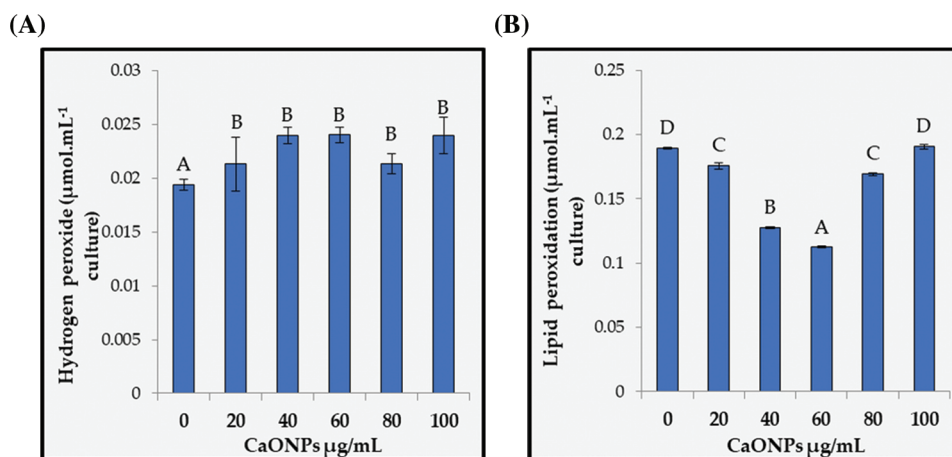 (A)
Hydrogen peroxide (µmol.mL⁻¹
culture)
0.03
0.025
0.02
0.015
0.01
0.005
0
A
B
B
B
B
B
0 20 40 60 80 100
CaONPs µg/mL
(B)
Lipid peroxidation (µmol.mL⁻¹
culture)
0.25
0.2
0.15
0.1
0.05
0
D
C
B
A
C
D
0 20 40 60 80 100
CaONPs µg/mL